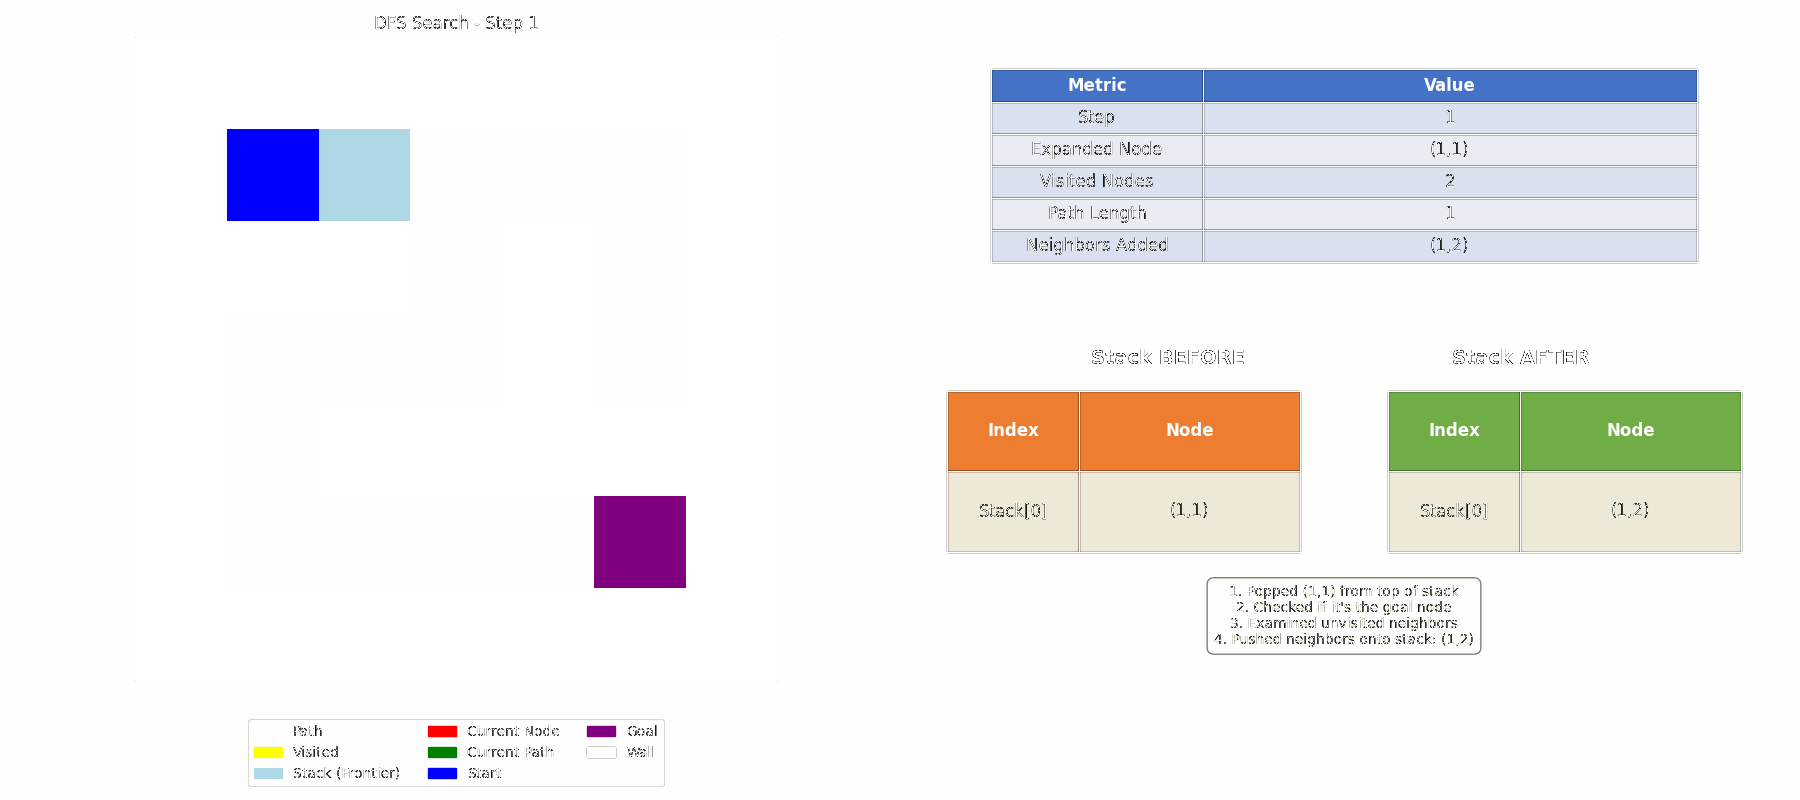 DFS Search - Step 1
Metric Value
Step 1
Expanded Node (1,1)
Visited Nodes 2
Path Length 1
Neighbors Added (1,2)
Stack BEFORE
Index Node
Stack[0] (1,1)
Stack AFTER
Index Node
Stack[0] (1,2)
1. Popped (1,1) from top of stack
2. Checked if it's the goal node
3. Examined unvisited neighbors
4. Pushed neighbors onto stack: (1,2)
Path
Visited
Stack (Frontier)
Current Node
Current Path
Start
Goal
Wall